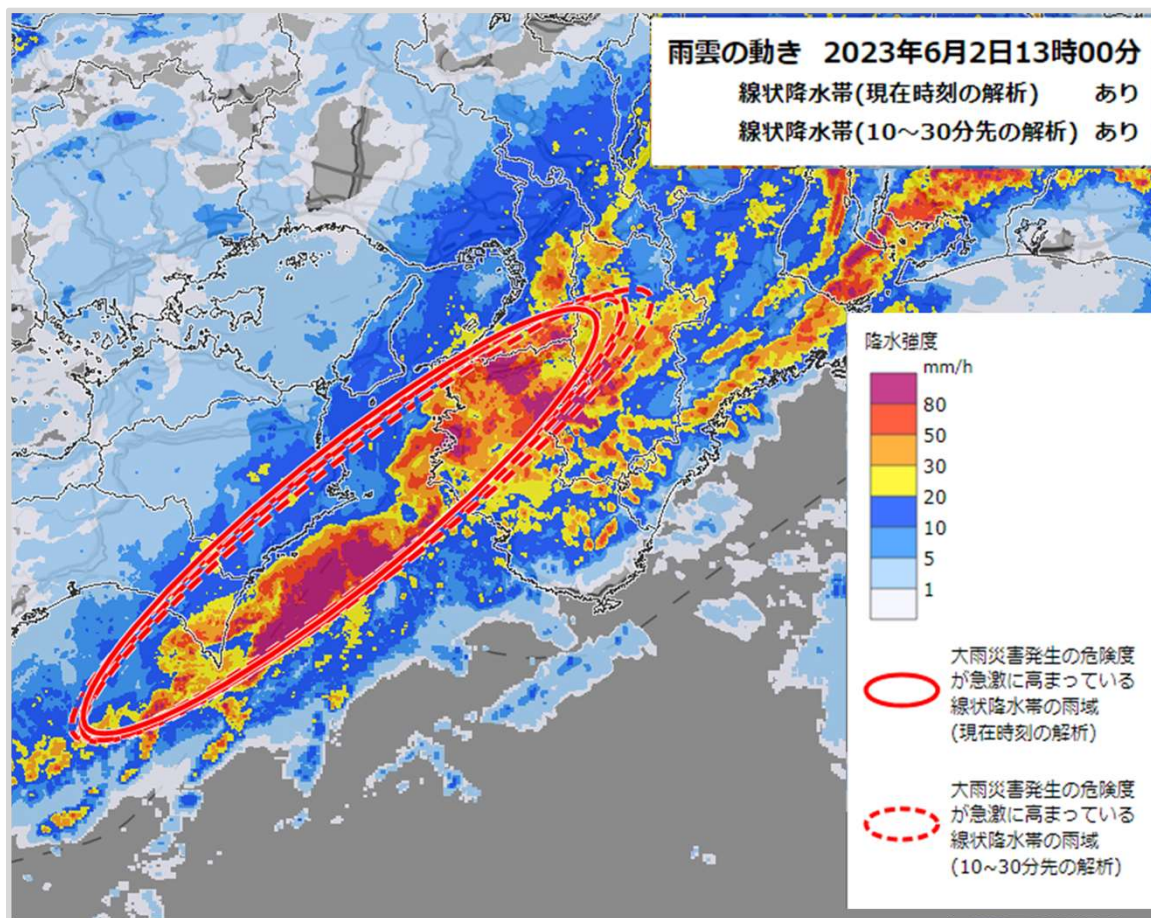 雨雲の動き 2023年6月2日13時00分
線状降水帯(現在時刻の解析) あり
線状降水帯(10～30分先の解析) あり
降水強度
mm/h
80
50
30
20
10
5
1
大雨災害発生の危険度
が急激に高まっている
線状降水帯の雨域
(現在時刻の解析)
大雨災害発生の危険度
が急激に高まっている
線状降水帯の雨域
(10~30分先の解析)